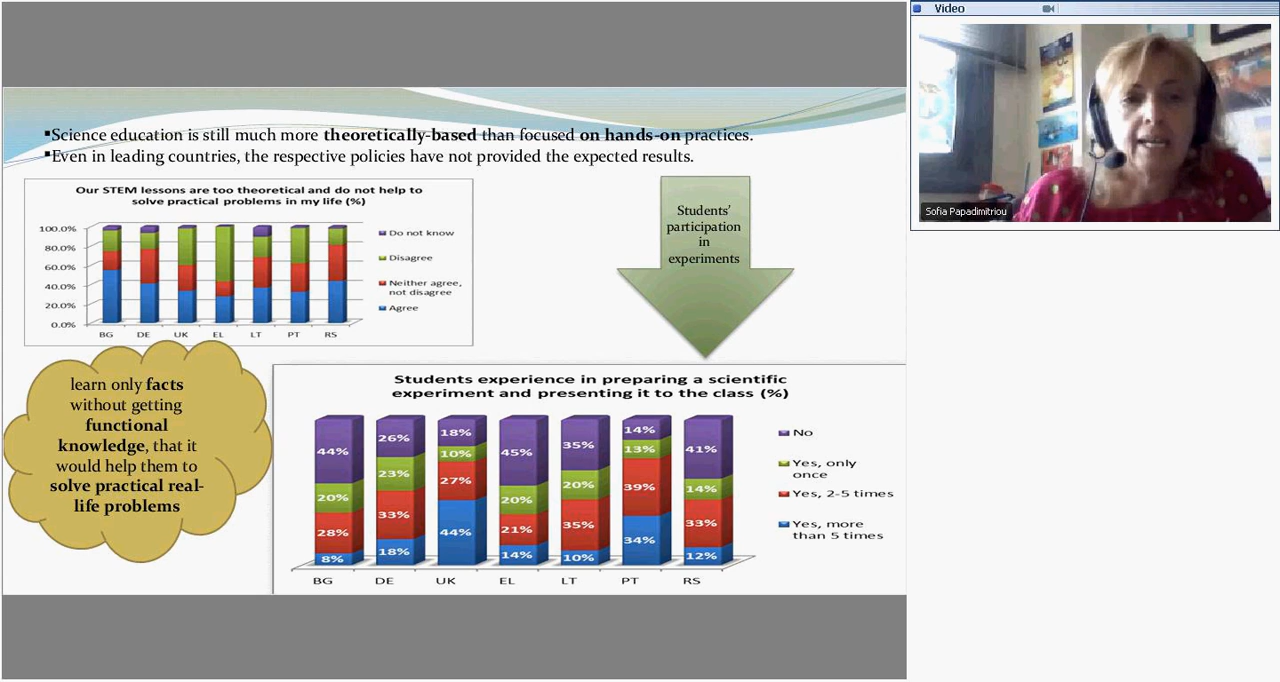 ▪Science education is still much more theoretically-based than focused on hands-on practices.
▪Even in leading countries, the respective policies have not provided the expected results.
Our STEM lessons are too theoretical and do not help to
solve practical problems in my life (%)
100.0%
80.0%
60.0%
40.0%
20.0%
0.0%
BG DE UK EL LT PT RS
Do not know
Disagree
Neither agree,
not disagree
Agree
Students'
participation
in
experiments
learn only facts
without getting
functional
knowledge, that it
would help them to
solve practical real-
life problems
Students experience in preparing a scientific
experiment and presenting it to the class (%)
44% 26% 18% 45% 35% 14% 41%
20% 23% 10% 20% 20% 13% 14%
28% 33% 27% 21% 35% 39% 33%
8% 18% 44% 14% 10% 34% 12%
BG DE UK EL LT PT RS
No
Yes, only
once
Yes, 2-5 times
Yes, more
than 5 times
Video
Sofia Papadimitriou